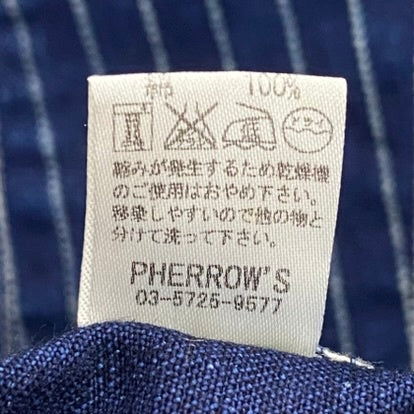 綿 100%
縮みが発生するため乾燥機
のご使用はおやめ下さい。
移染しやすいので他の物と
分けて洗って下さい。
PHERROW'S
03-5725-9577